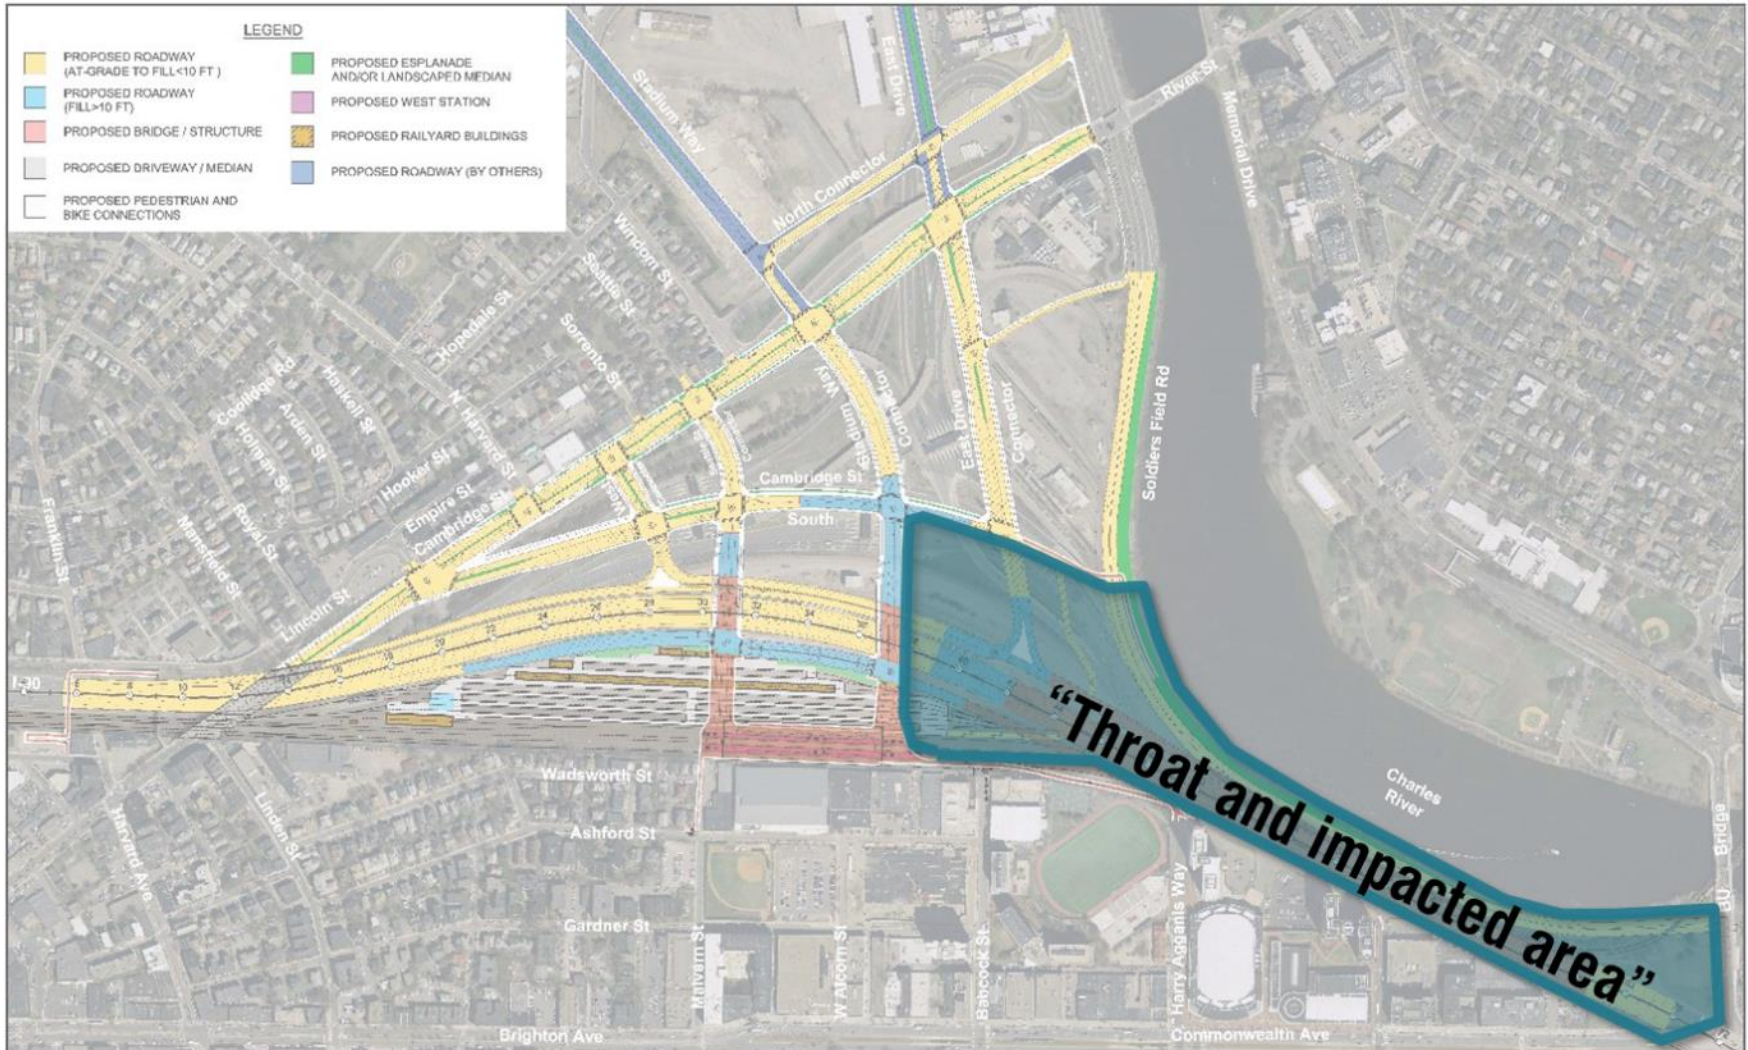 LEGEND
PROPOSED ROADWAY
(AT-GRADE TO FILL<10 FT )
PROPOSED ROADWAY
(FILL>10 FT)
PROPOSED BRIDGE / STRUCTURE
PROPOSED DRIVEWAY / MEDIAN
PROPOSED PEDESTRIAN AND
BIKE CONNECTIONS
PROPOSED ESPLANADE
AND/OR LANDSCAPED MEDIAN
PROPOSED WEST STATION
PROPOSED RAILYARD BUILDINGS
PROPOSED ROADWAY (BY OTHERS)
Stadium Way
East Drive
River St
Memorial Drive
North Connector
Windom St
Seattle St
Hopedale St
Sorrento St
Coolidge Rd
Haskell St
Arden St
Holman St
N Harvard St
Hooker St
Empire St
Cambridge St
Royal St
Mansfield St
Franklin St
Lincoln St
Stadium
Way
Connector
East Drive
Connector
Soldiers Field Rd
Cambridge St
South
I-90
Wadsworth St
Ashford St
Linden St
Harvard Ave
Gardner St
Malvern St
W Alcorn St
Babcock St
Harry Agganis Way
Brighton Ave
Commonwealth Ave
Charles
River
BU Bridge
“Throat and impacted area”